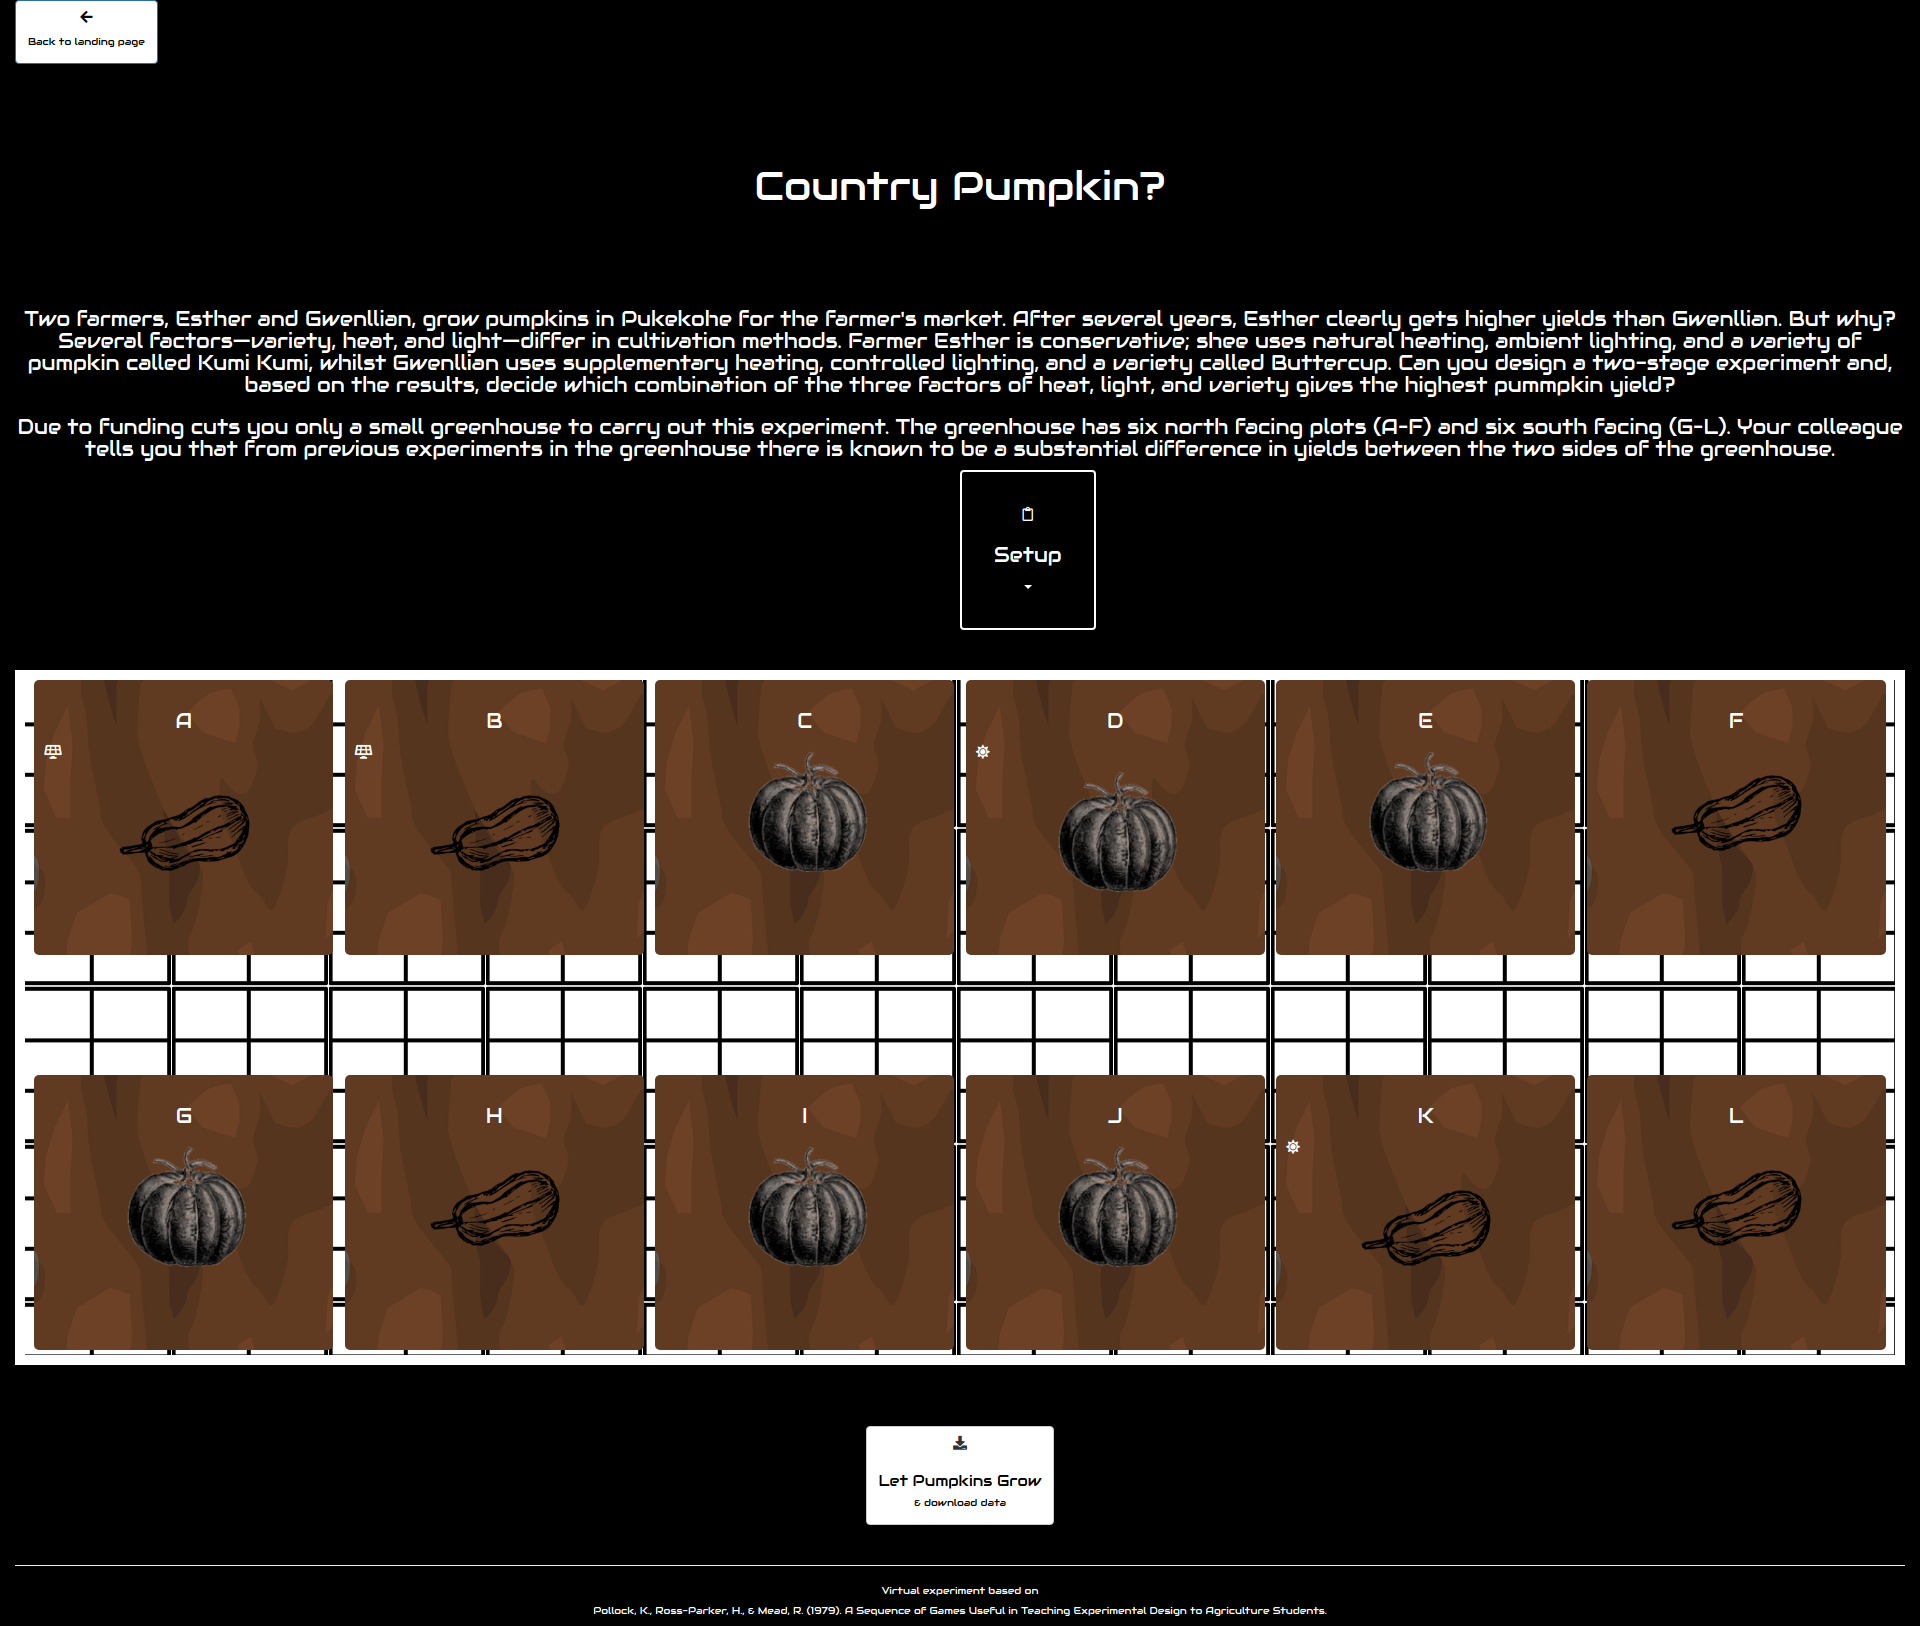 Back to landing page
Country Pumpkin?
Two farmers, Esther and Gwenllian, grow pumpkins in Pukekohe for the farmer's market. After several years, Esther clearly gets higher yields than Gwenllian. But why?
Several factors—variety, heat, and light—differ in cultivation methods. Farmer Esther is conservative; shee uses natural heating, ambient lighting, and a variety of
pumpkin called Kumi Kumi, whilst Gwenllian uses supplementary heating, controlled lighting, and a variety called Buttercup. Can you design a two-stage experiment and,
based on the results, decide which combination of the three factors of heat, light, and variety gives the highest pummpkin yield?
Due to funding cuts you only a small greenhouse to carry out this experiment. The greenhouse has six north facing plots (A-F) and six south facing (G-L). Your colleague
tells you that from previous experiments in the greenhouse there is known to be a substantial difference in yields between the two sides of the greenhouse.
Setup
A B C D E F
G H I J K L
Let Pumpkins Grow
& download data
Virtual experiment based on
Pollock, K., Ross-Parker, H., & Mead, R. (1979). A Sequence of Games Useful in Teaching Experimental Design to Agriculture Students.